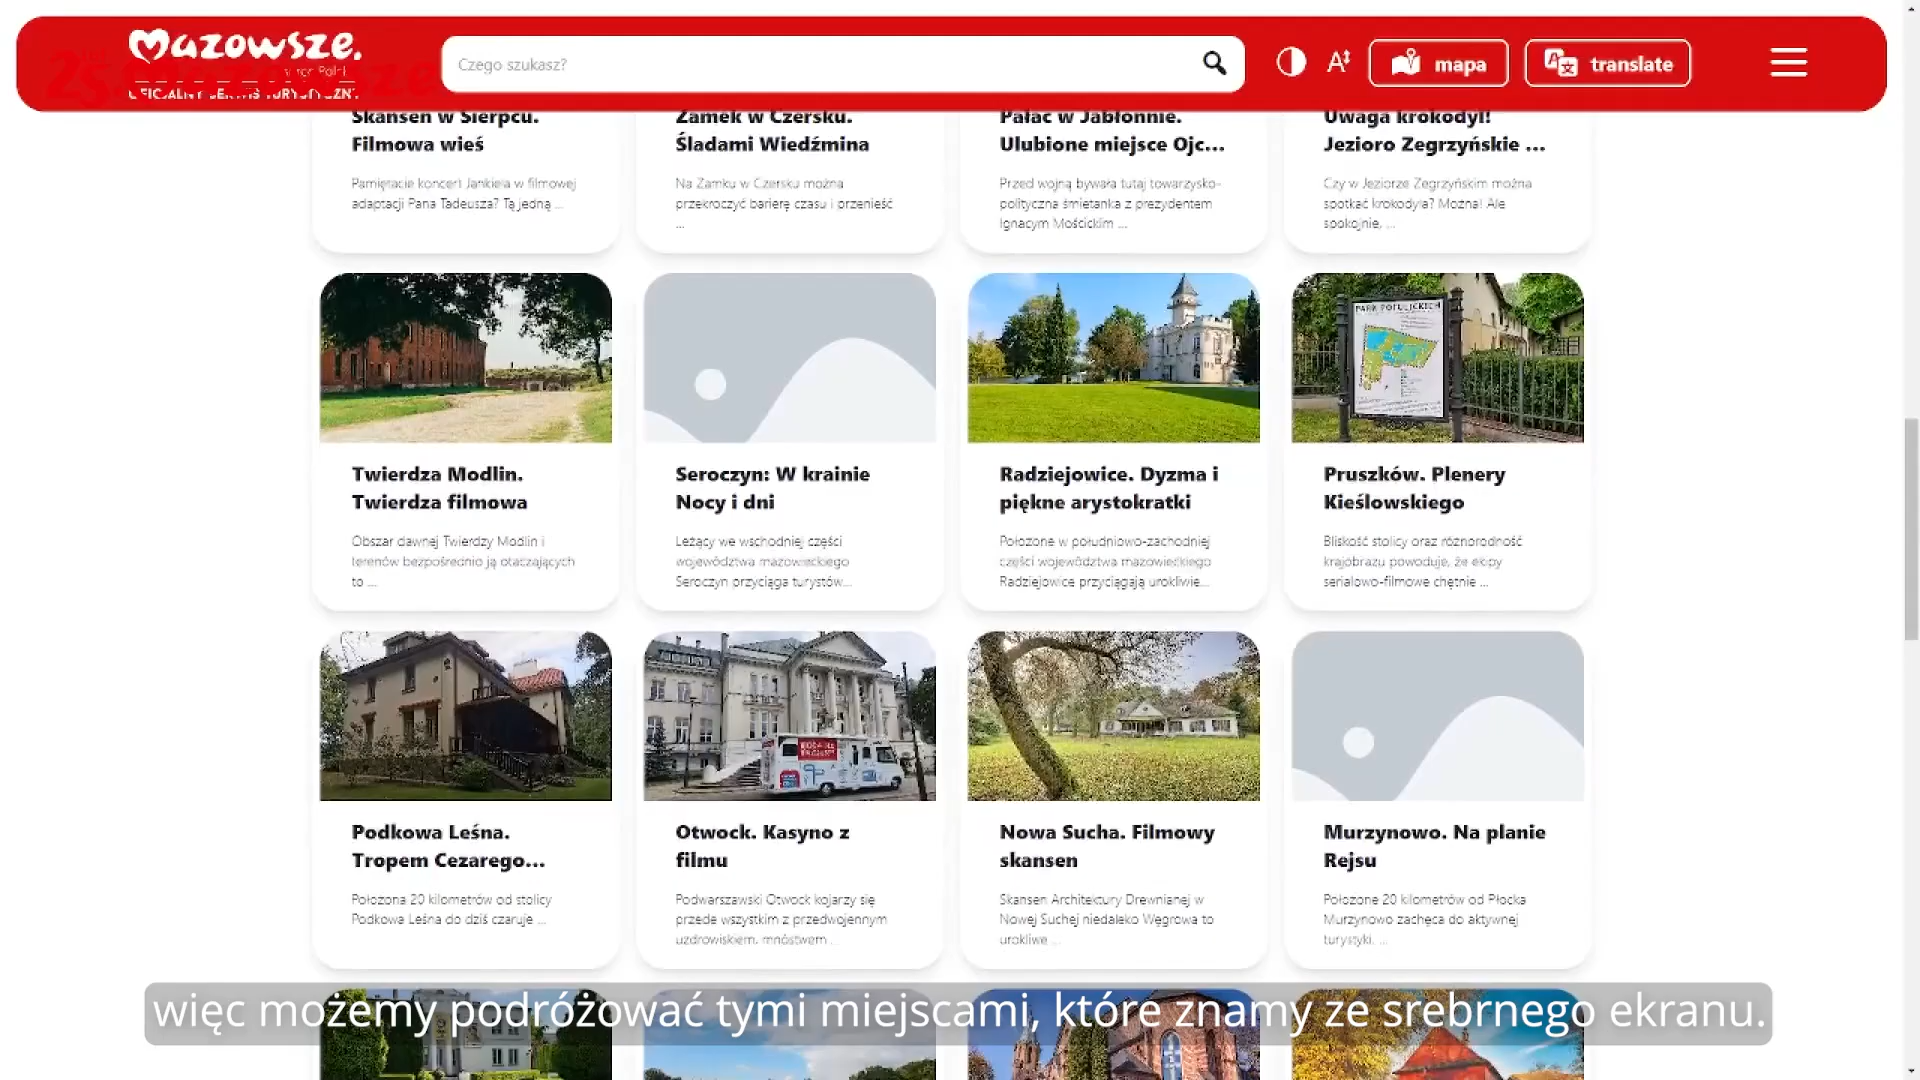 Mazowsze.
Czego szukasz?
mapa
translate
Skansen w Sierpcu.
Filmowa wieś
Pamiętacie koncert Jankiela w filmowej
adaptacji Pana Tadeusza? Tą jedną ...
Zamek w Czersku.
Śladami Wiedźmina
Na Zamku w Czersku można
przekroczyć barierę czasu i przenieść
...
Pałac w Jabłonnie.
Ulubione miejsce Ojc...
Przed wojną bywała tutaj towarzysko-
polityczna śmietanka z prezydentem
Ignacym Mościckim ...
Uwaga krokodyl!
Jezioro Zegrzyńskie ...
Czy w Jeziorze Zegrzyńskim można
spotkać krokodyla? Można! Ale
spokojnie, ...
PARK POTULICKICH
Twierdza Modlin.
Twierdza filmowa
Obszar dawnej Twierdzy Modlin i
terenów bezpośrednio ją otaczających
to ...
Seroczyn: W krainie
Nocy i dni
Leżący we wschodniej części
województwa mazowieckiego
Seroczyn przyciąga turystów...
Radziejowice. Dyzma i
piękne arystokratki
Położone w południowo-zachodniej
części województwa mazowieckiego
Radziejowice przyciągają urokliwie...
Pruszków. Plenery
Kieślowskiego
Bliskość stolicy oraz różnorodność
krajobrazu powoduje, że ekipy
serialowo-filmowe chętnie ...
Podkowa Leśna.
Tropem Cezarego...
Położona 20 kilometrów od stolicy
Podkowa Leśna do dziś czaruje ...
Otwock. Kasyno z
filmu
Podwarszawski Otwock kojarzy się
przede wszystkim z przedwojennym
uzdrowiskiem, mnóstwem ...
Nowa Sucha. Filmowy
skansen
Skansen Architektury Drewnianej w
Nowej Suchej niedaleko Węgrowa to
urokliwe ...
Murzynowo. Na planie
Rejsu
Położone 20 kilometrów od Płocka
Murzynowo zachęca do aktywnej
turystyki. ...
więc możemy podróżować tymi miejscami, które znamy ze srebrnego ekranu.